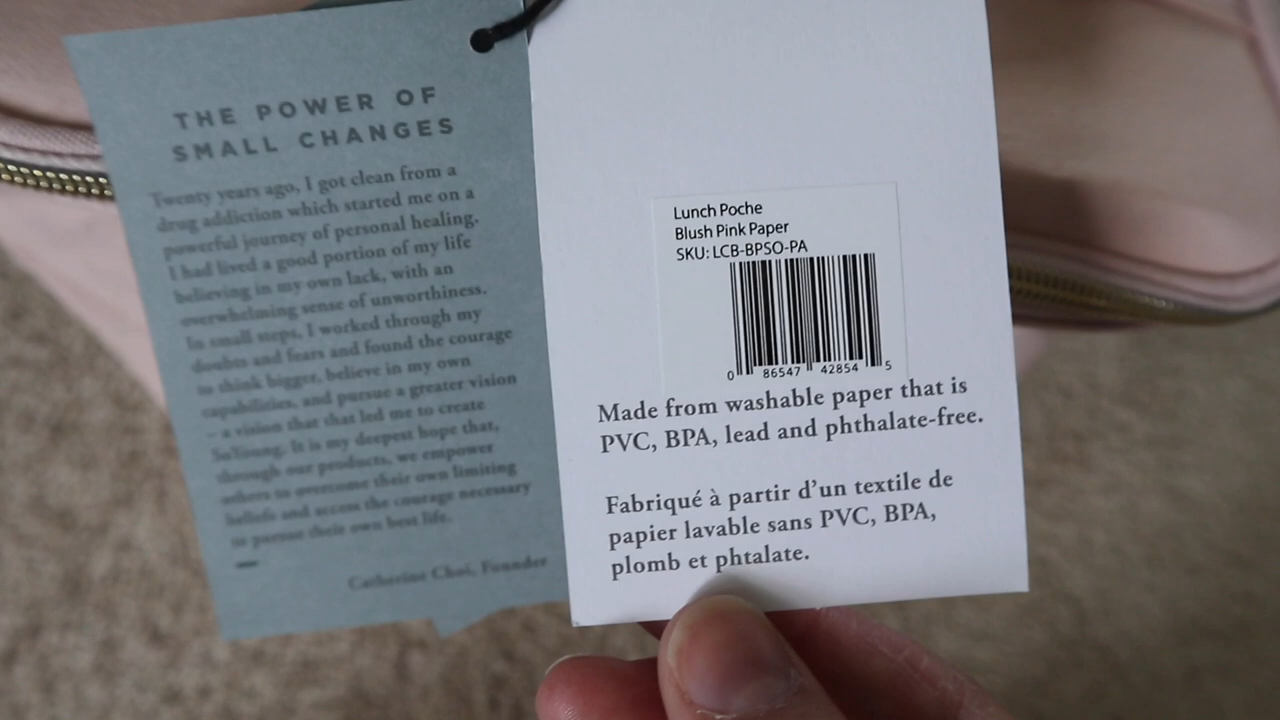 THE POWER OF
SMALL CHANGES
Twenty years ago, I got clean from a
drug addiction which started me on a
powerful journey of personal healing.
I had lived a good portion of my life
believing in my own lack, with an
overwhelming sense of unworthiness.
In small steps, I worked through my
doubts and fears and found the courage
to think bigger, believe in my own
capabilities, and pursue a greater vision
– a vision that led me to create
SoYoung. It is my deepest hope that,
through our products, we empower
others to overcome their own limiting
beliefs and access the courage necessary
to pursue their own best life.
Catherine Choi, Founder
Lunch Poche
Blush Pink Paper
SKU: LCB-BPSO-PA
0 86547 42854 5
Made from washable paper that is
PVC, BPA, lead and phthalate-free.
Fabriqué à partir d'un textile de
papier lavable sans PVC, BPA,
plomb et phtalate.